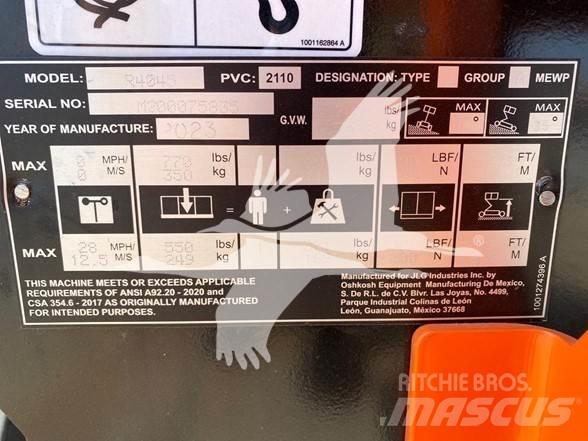 1001162864 A
MODEL: R4045 PVC: 2110 DESIGNATION: TYPE GROUP MEWP
SERIAL NO: M200075835
G.V.W. lbs/ kg MAX ° MAX °
YEAR OF MANUFACTURE: 2023
MAX 0 MPH/ 770 lbs/ lbs/ LBF/ FT/
0 M/S 350 kg kg N M
= +
MAX 28 MPH/ 550 lbs/ lbs/ LBF/ FT/
12.5 M/S 249 kg kg N M
THIS MACHINE MEETS OR EXCEEDS APPLICABLE
REQUIREMENTS OF ANSI A92.20 - 2020 and
CSA 354.6 - 2017 AS ORIGINALLY MANUFACTURED
FOR INTENDED PURPOSES.
Manufactured for JLG Industries Inc. by
Oshkosh Equipment Manufacturing De Mexico,
S. De R.L. de C.V. Blvr. Las Joyas, No. 4499,
Parque Industrial Colinas de León
León, Guanajuato, México 37668
1001274396 A
RITCHIE BROS.
MASCUS